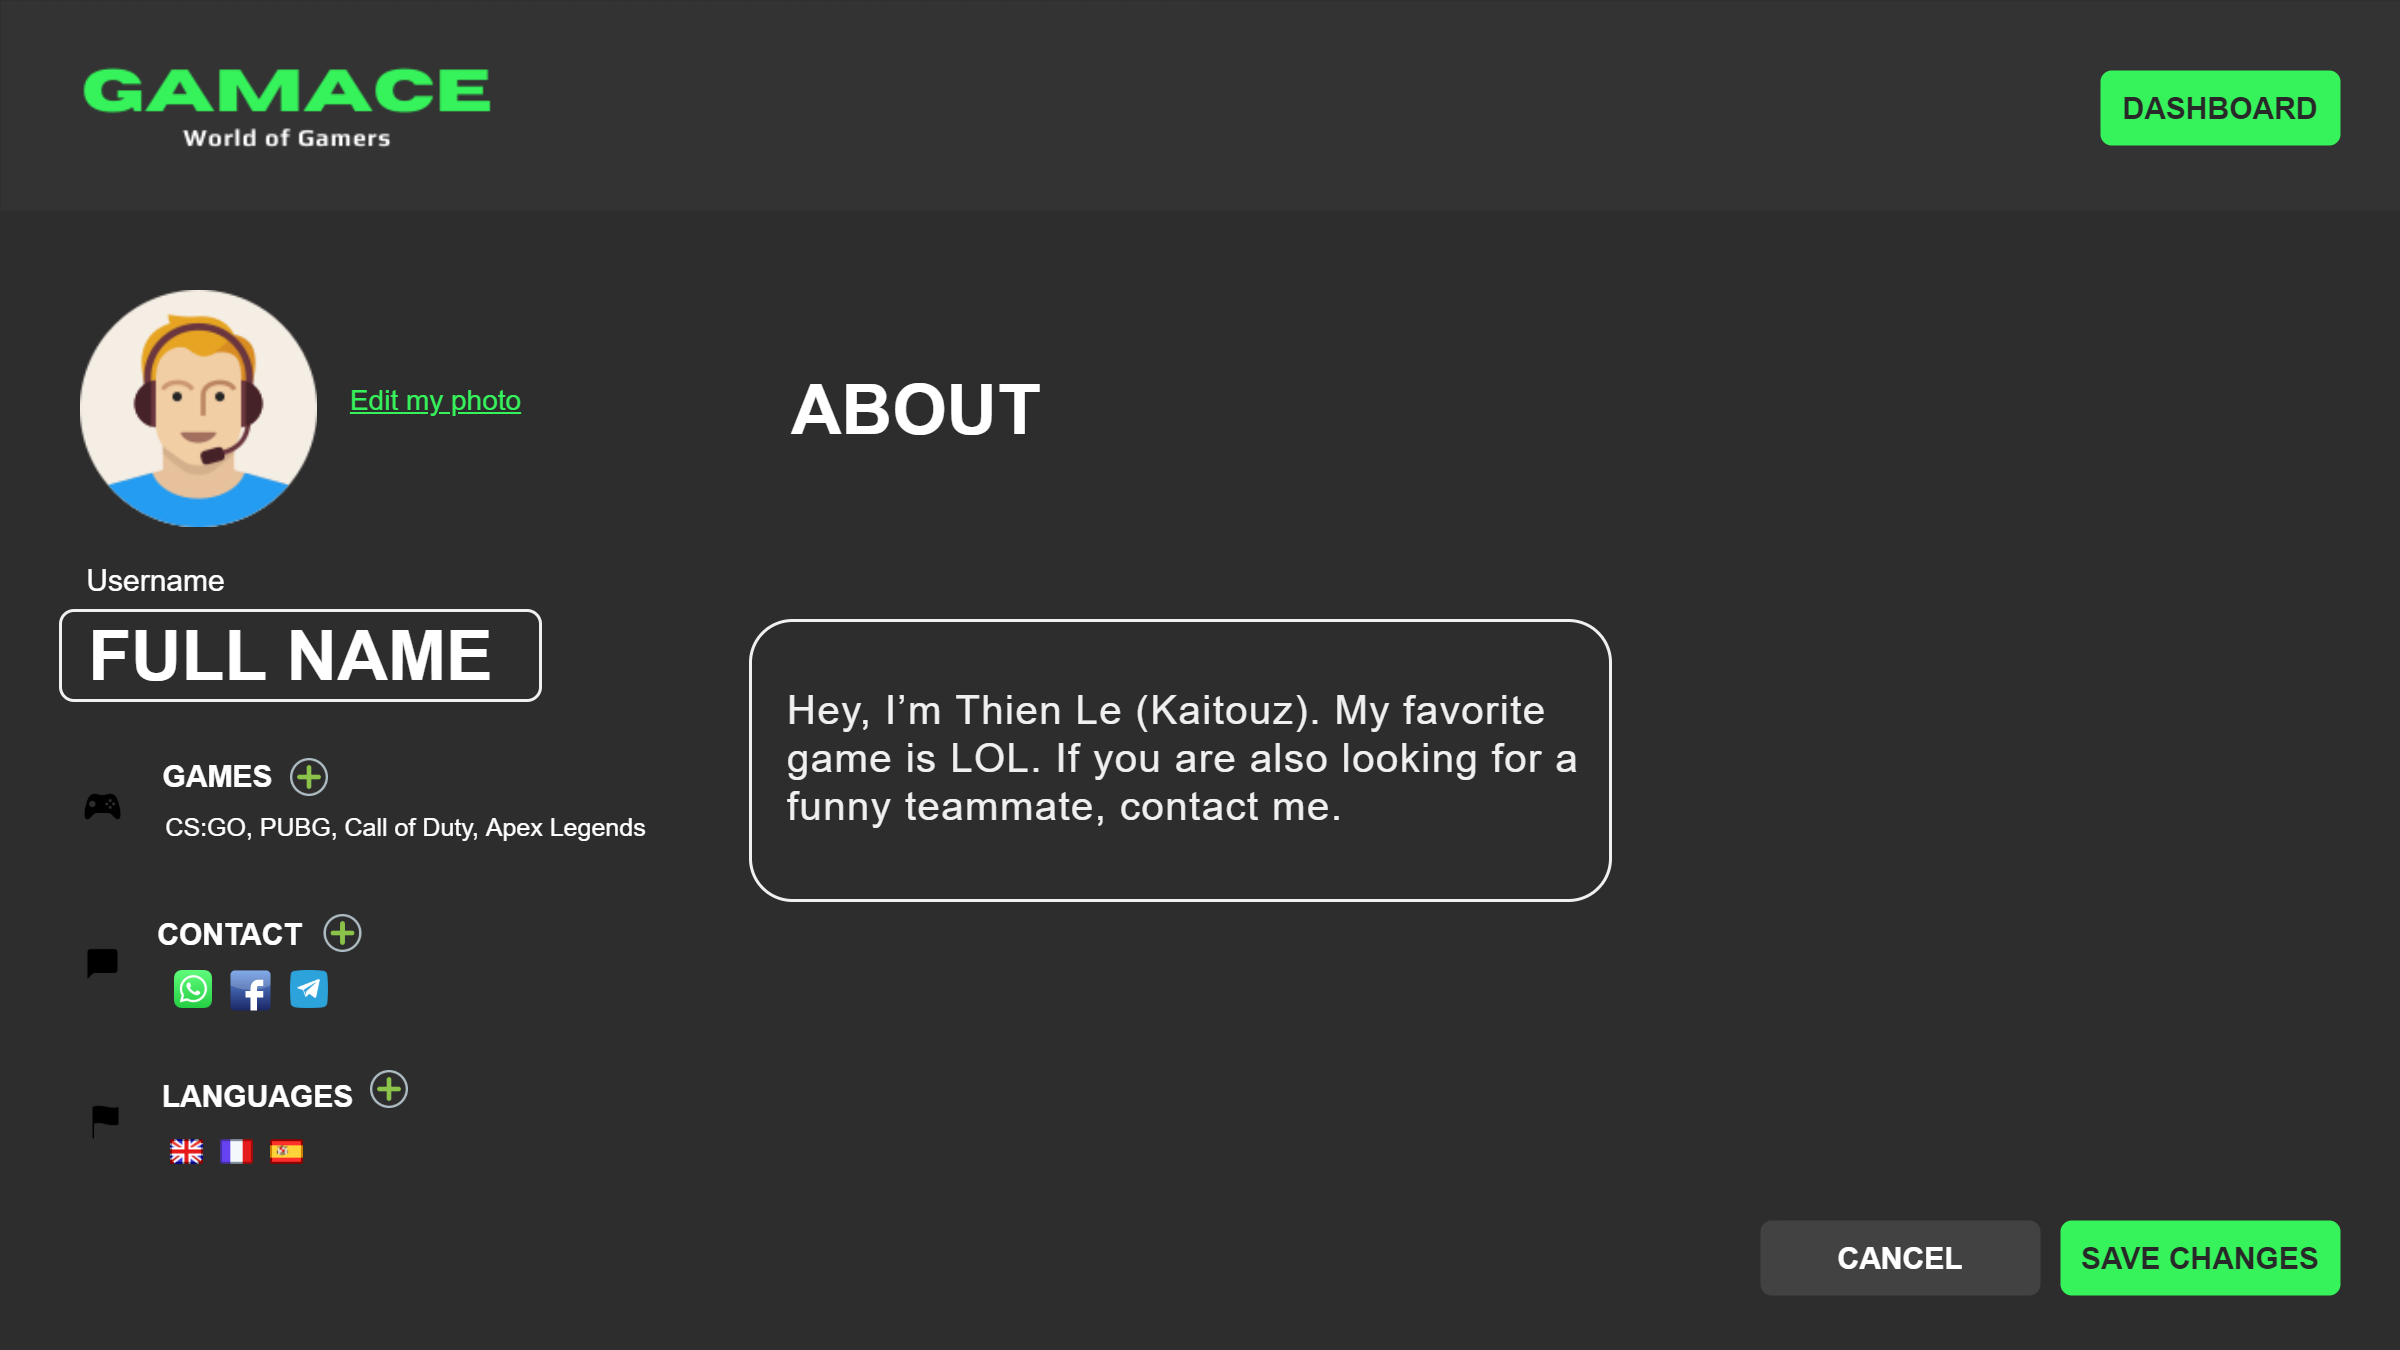 GAMACE
World of Gamers
DASHBOARD
Edit my photo
ABOUT
Username
FULL NAME
Hey, I’m Thien Le (Kaitouz). My favorite
game is LOL. If you are also looking for a
funny teammate, contact me.
GAMES
CS:GO, PUBG, Call of Duty, Apex Legends
CONTACT
LANGUAGES
CANCEL
SAVE CHANGES